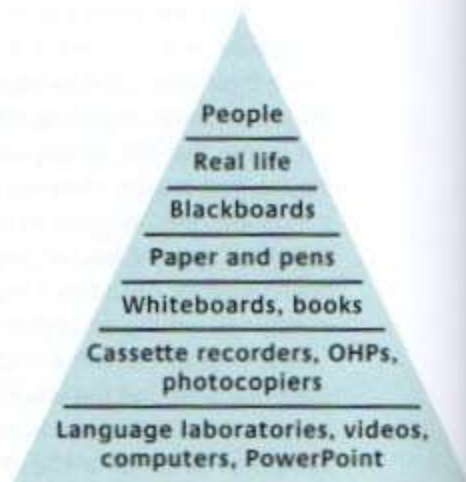 People
Real life
Blackboards
Paper and pens
Whiteboards, books
Cassette recorders, OHPs,
photocopiers
Language laboratories, videos,
computers, PowerPoint